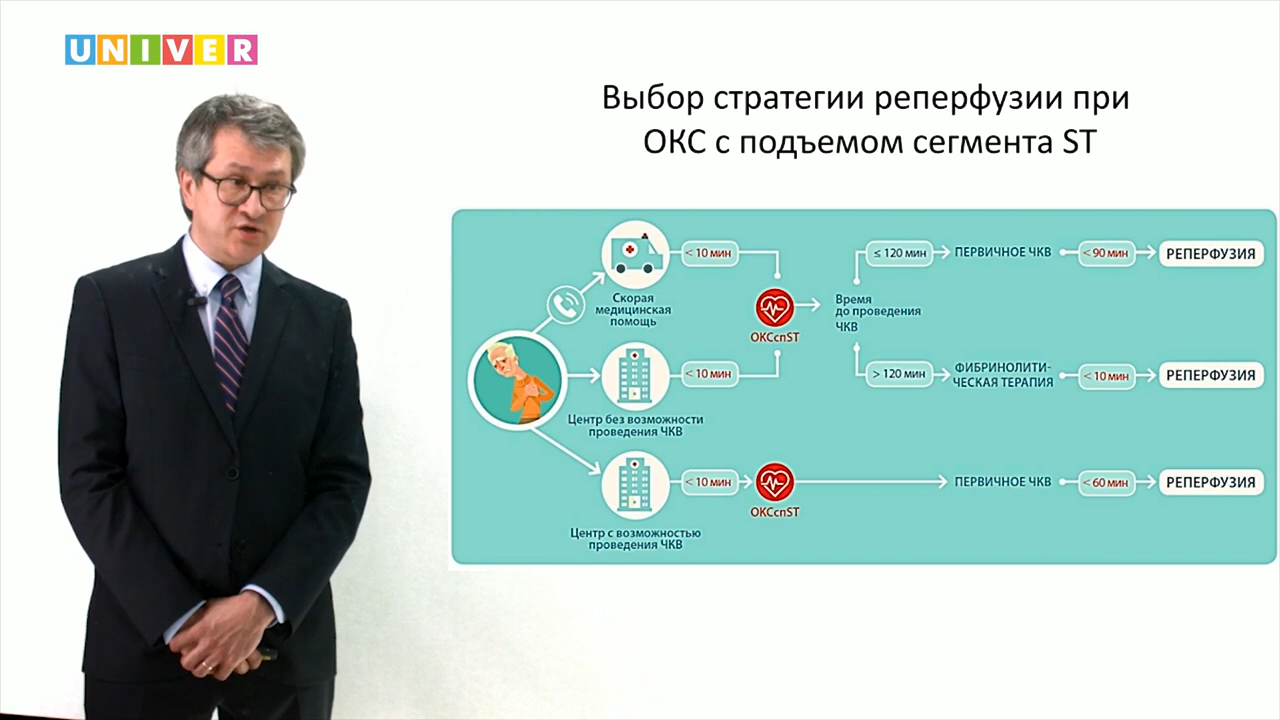 UNIVER
Выбор стратегии реперфузии при
ОКС с подъемом сегмента ST
Скорая
медицинская
помощь
< 10 мин
Центр без возможности
проведения ЧКВ
< 10 мин
Центр с возможностью
проведения ЧКВ
< 10 мин
ОКСспST
ОКСспST
Время
до проведения
ЧКВ
≤ 120 мин
ПЕРВИЧНОЕ ЧКВ
< 90 мин
РЕПЕРФУЗИЯ
> 120 мин
ФИБРИНОЛИТИ-
ЧЕСКАЯ ТЕРАПИЯ
< 10 мин
РЕПЕРФУЗИЯ
ПЕРВИЧНОЕ ЧКВ
< 60 мин
РЕПЕРФУЗИЯ